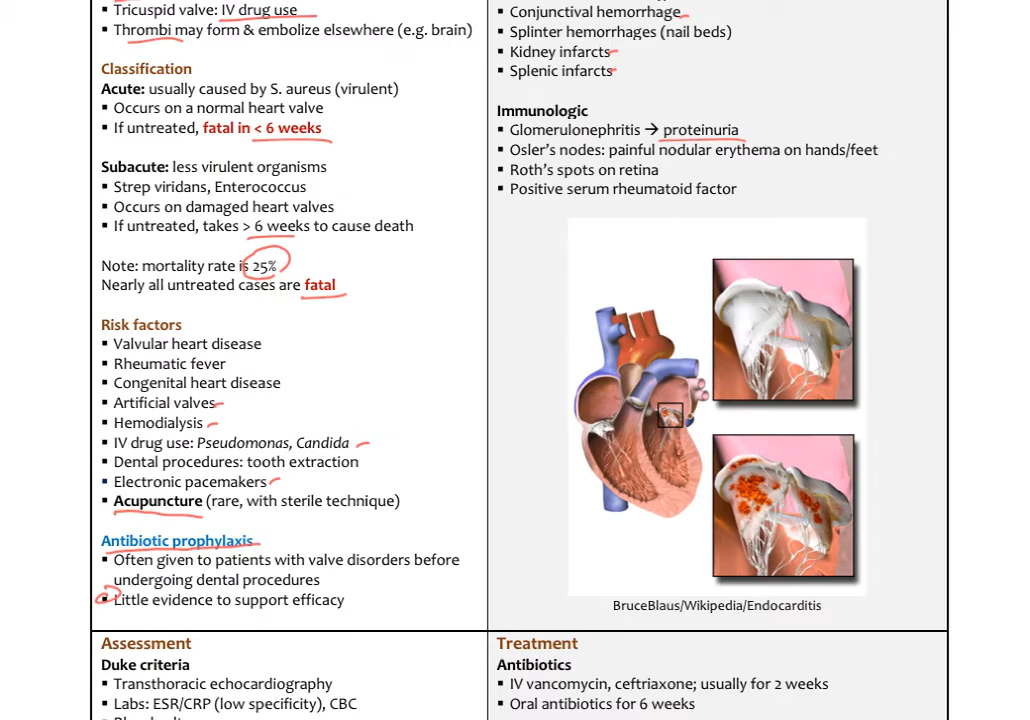 ▪ Tricuspid valve: IV drug use
▪ Thrombi may form & embolize elsewhere (e.g. brain)
Classification
Acute: usually caused by S. aureus (virulent)
▪ Occurs on a normal heart valve
▪ If untreated, fatal in < 6 weeks
Subacute: less virulent organisms
▪ Strep viridans, Enterococcus
▪ Occurs on damaged heart valves
▪ If untreated, takes > 6 weeks to cause death
Note: mortality rate is 25%
Nearly all untreated cases are fatal
Risk factors
▪ Valvular heart disease
▪ Rheumatic fever
▪ Congenital heart disease
▪ Artificial valves
▪ Hemodialysis
▪ IV drug use: Pseudomonas, Candida
▪ Dental procedures: tooth extraction
▪ Electronic pacemakers
▪ Acupuncture (rare, with sterile technique)
Antibiotic prophylaxis
▪ Often given to patients with valve disorders before
undergoing dental procedures
▪ Little evidence to support efficacy
▪ Conjunctival hemorrhage
▪ Splinter hemorrhages (nail beds)
▪ Kidney infarcts
▪ Splenic infarcts
Immunologic
▪ Glomerulonephritis → proteinuria
▪ Osler's nodes: painful nodular erythema on hands/feet
▪ Roth's spots on retina
▪ Positive serum rheumatoid factor
BruceBlaus/Wikipedia/Endocarditis
Assessment
Duke criteria
▪ Transthoracic echocardiography
▪ Labs: ESR/CRP (low specificity), CBC
Treatment
Antibiotics
▪ IV vancomycin, ceftriaxone; usually for 2 weeks
▪ Oral antibiotics for 6 weeks